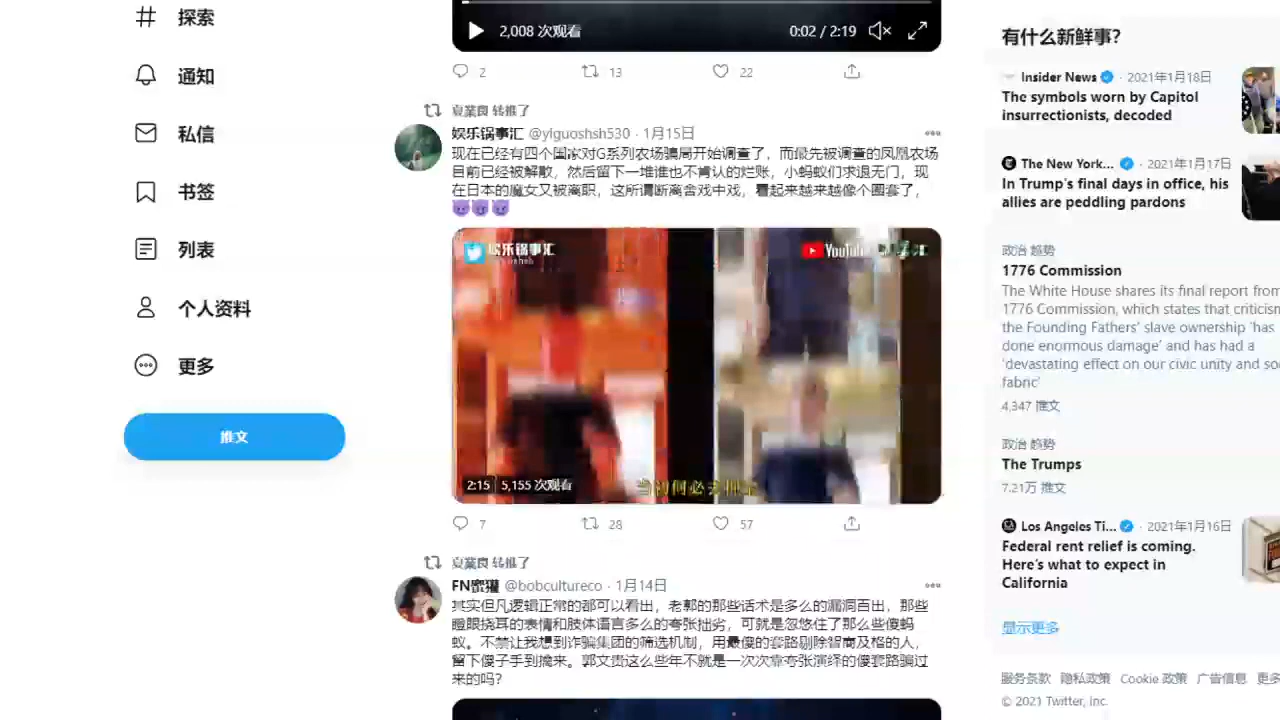 探索
通知
私信
书签
列表
个人资料
更多
推文
2,008 次观看
0:02 / 2:19
2
13
22
夏業良 转推了
娱乐锅事汇 @ylguoshsh530 · 1月15日
现在已经有四个国家对G系列农场骗局开始调查了，而最先被调查的凤凰农场
目前已经被解散，然后留下一堆谁也不肯认的烂账，小蚂蚁们求退无门，现
在日本的魔女又被离职，这所谓断离舍戏中戏，看起来越来越像个圈套了，
娱乐锅事汇
YouTube
2:15
5,155 次观看
当初何必
7
28
57
夏業良 转推了
FN蜜獾 @bobcultureco · 1月14日
其实但凡逻辑正常的都可以看出，老郭的那些话术是多么的漏洞百出，那些
瞪眼挠耳的表情和肢体语言多么的夸张拙劣，可就是忽悠住了那么些傻蚂
蚁。不禁让我想到诈骗集团的筛选机制，用最傻的套路剔除智商及格的人，
留下傻子手到擒来。郭文贵这么些年不就是一次次靠夸张演绎的傻套路骗过
来的吗？
有什么新鲜事？
Insider News · 2021年1月18日
The symbols worn by Capitol
insurrectionists, decoded
The New York... · 2021年1月17日
In Trump's final days in office, his
allies are peddling pardons
政治 趋势
1776 Commission
The White House shares its final report from
1776 Commission, which states that criticism
the Founding Fathers' slave ownership 'has
done enormous damage' and has had a
'devastating effect on our civic unity and so
fabric'
4,347 推文
政治 趋势
The Trumps
7.21万 推文
Los Angeles Ti... · 2021年1月16日
Federal rent relief is coming.
Here's what to expect in
California
显示更多
服务条款 隐私政策 Cookie 政策 广告信息 更多
© 2021 Twitter, Inc.